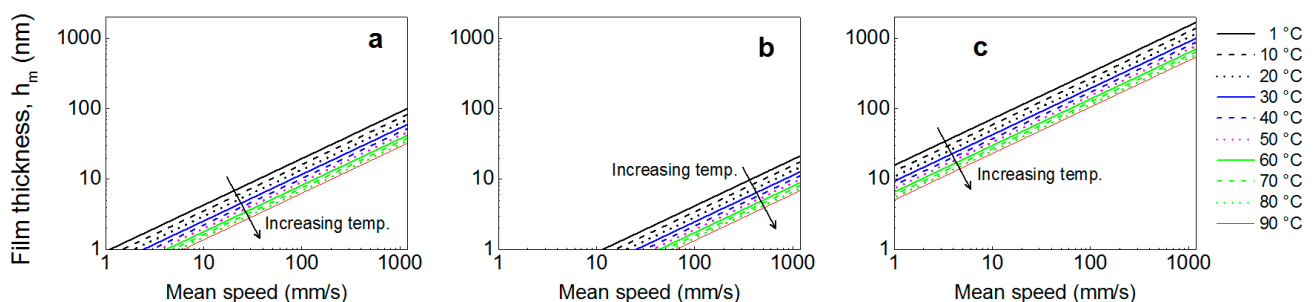 Film thickness, hm (nm)
1000
100
10
1
a
Increasing temp.
1
10
100
1000
Mean speed (mm/s)
1000
100
10
1
b
Increasing temp.
1
10
100
1000
Mean speed (mm/s)
1000
100
10
1
c
Increasing temp.
1
10
100
1000
Mean speed (mm/s)
1 °C
10 °C
20 °C
30 °C
40 °C
50 °C
60 °C
70 °C
80 °C
90 °C